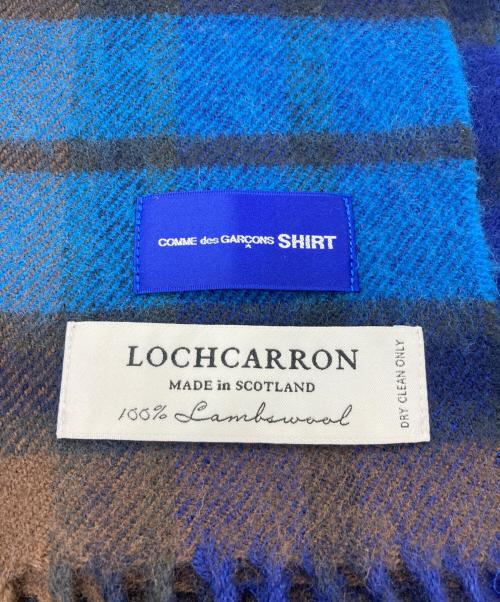 COMME des GARÇONS SHIRT
LOCHCARRON
MADE in SCOTLAND
100% Lambswool
DRY CLEAN ONLY